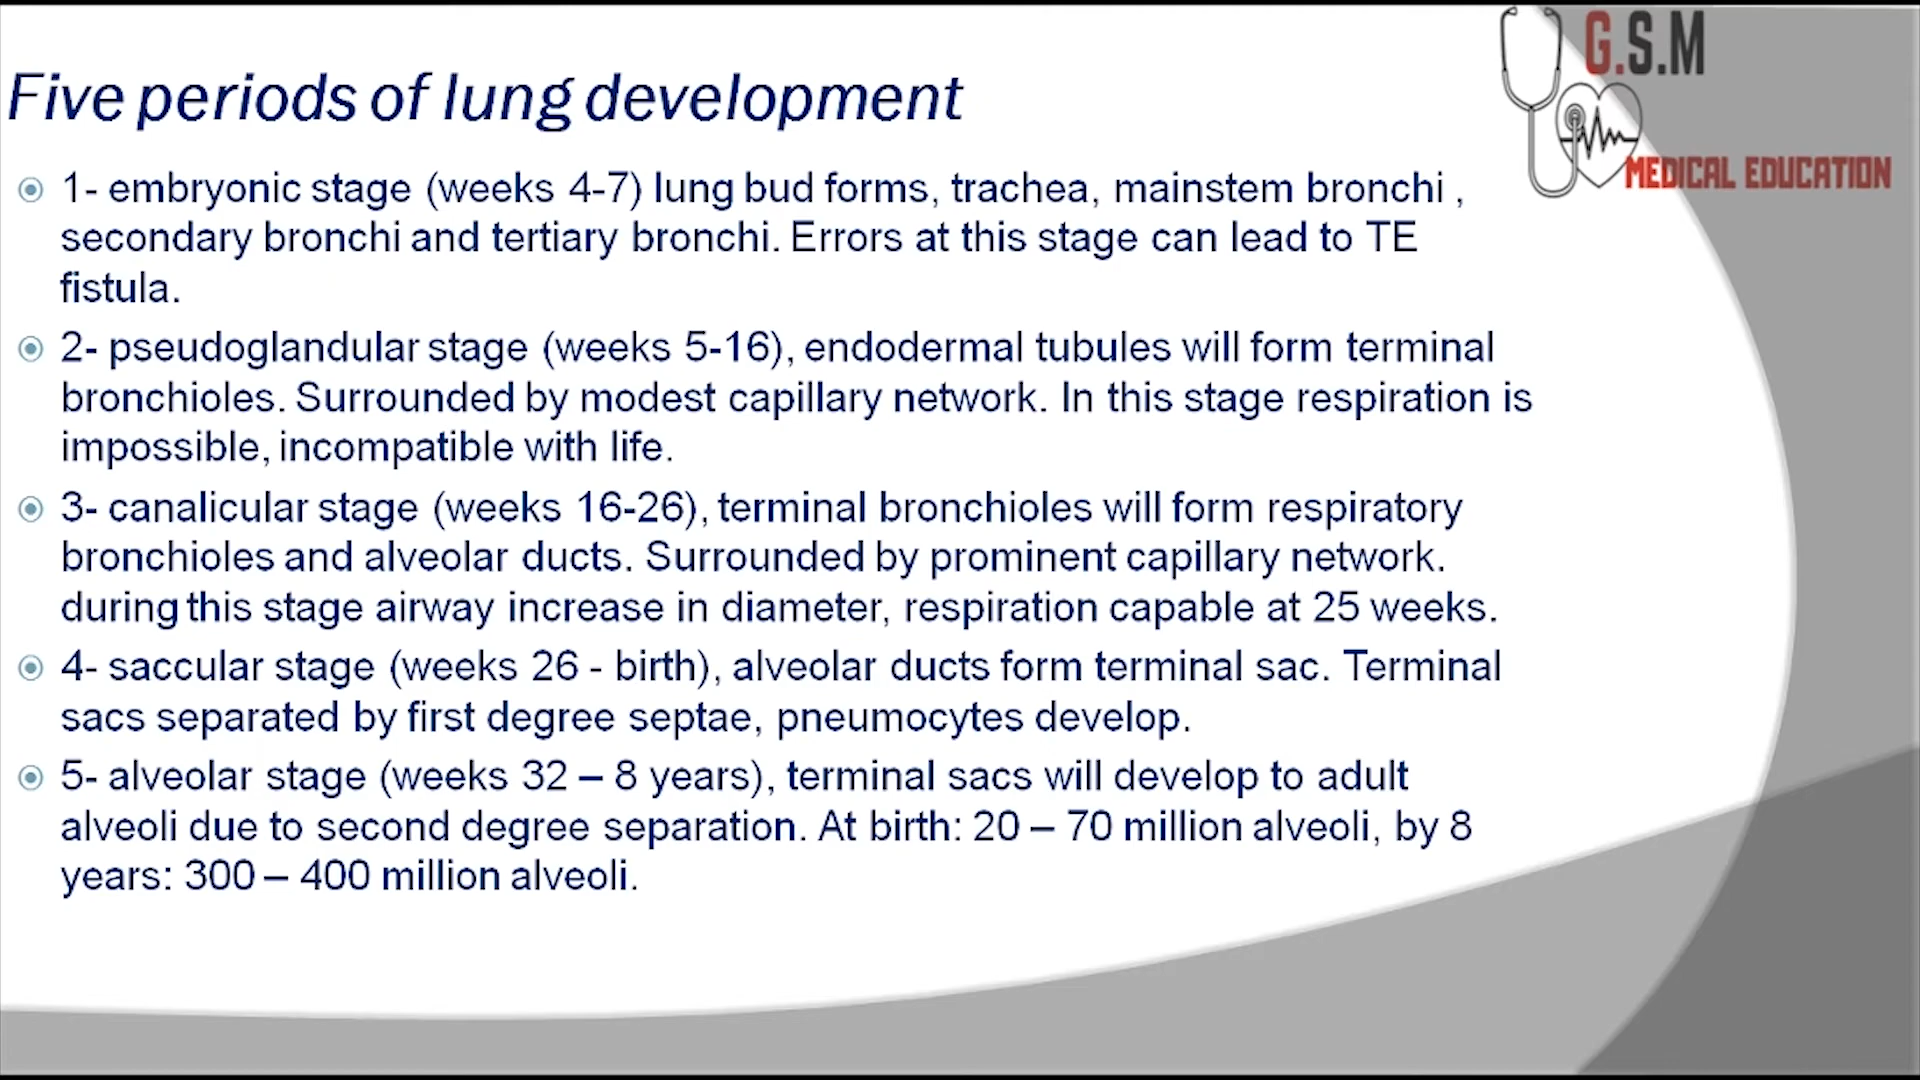 G.S.M
MEDICAL EDUCATION
Five periods of lung development
1- embryonic stage (weeks 4-7) lung bud forms, trachea, mainstem bronchi ,
secondary bronchi and tertiary bronchi. Errors at this stage can lead to TE
fistula.
2- pseudoglandular stage (weeks 5-16), endodermal tubules will form terminal
bronchioles. Surrounded by modest capillary network. In this stage respiration is
impossible, incompatible with life.
3- canalicular stage (weeks 16-26), terminal bronchioles will form respiratory
bronchioles and alveolar ducts. Surrounded by prominent capillary network.
during this stage airway increase in diameter, respiration capable at 25 weeks.
4- saccular stage (weeks 26 - birth), alveolar ducts form terminal sac. Terminal
sacs separated by first degree septae, pneumocytes develop.
5- alveolar stage (weeks 32 – 8 years), terminal sacs will develop to adult
alveoli due to second degree separation. At birth: 20 – 70 million alveoli, by 8
years: 300 – 400 million alveoli.